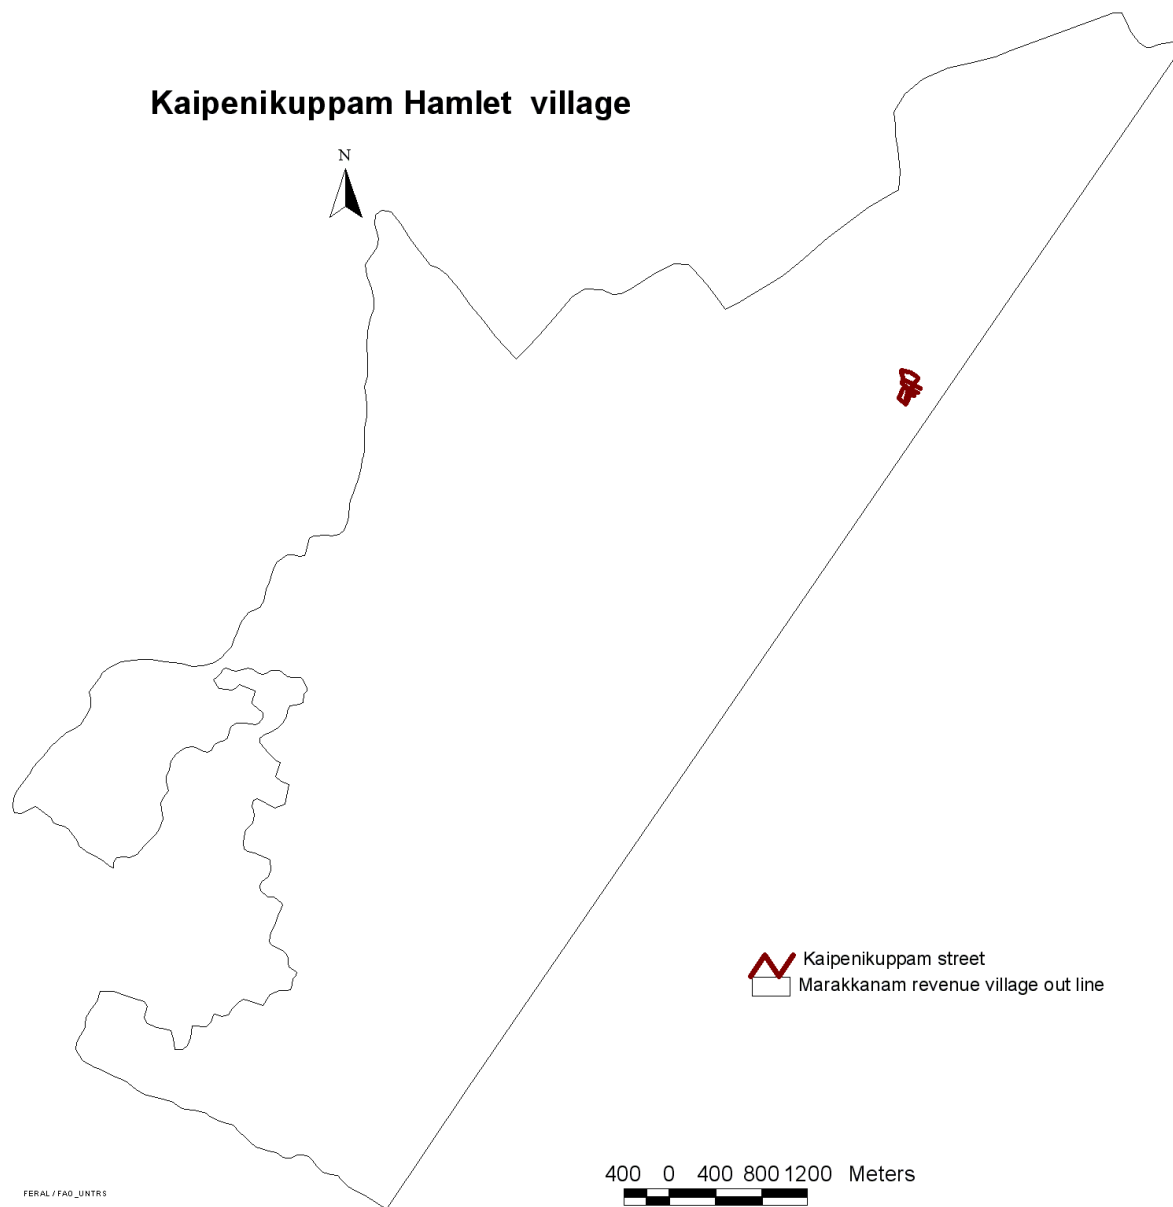 Kaipenikuppam Hamlet village
N
Kaipenikuppam street
Marakkanam revenue village out line
400 0 400 800 1200 Meters
FERAL / FAO_UNTRS